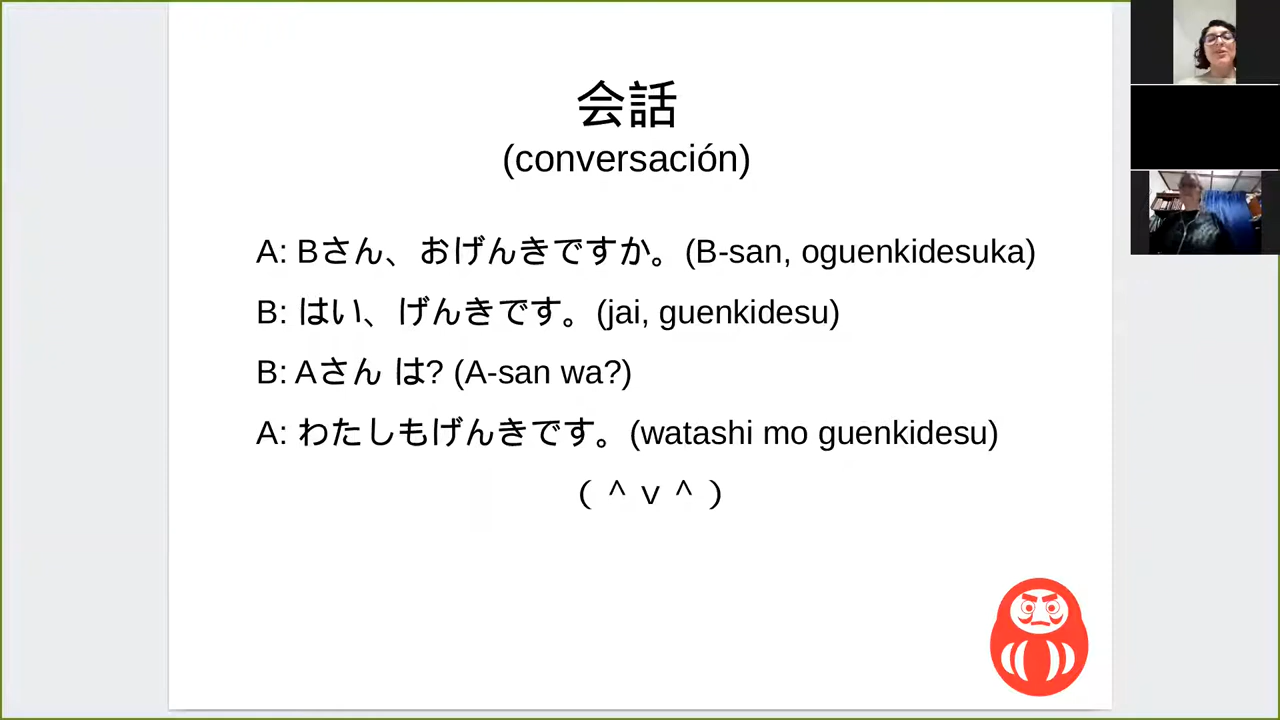 会話
(conversación)
A: Bさん、おげんきですか。(B-san, oguenkidesuka)
B: はい、げんきです。(jai, guenkidesu)
B: Aさん は? (A-san wa?)
A: わたしもげんきです。(watashi mo guenkidesu)
（＾ｖ＾）